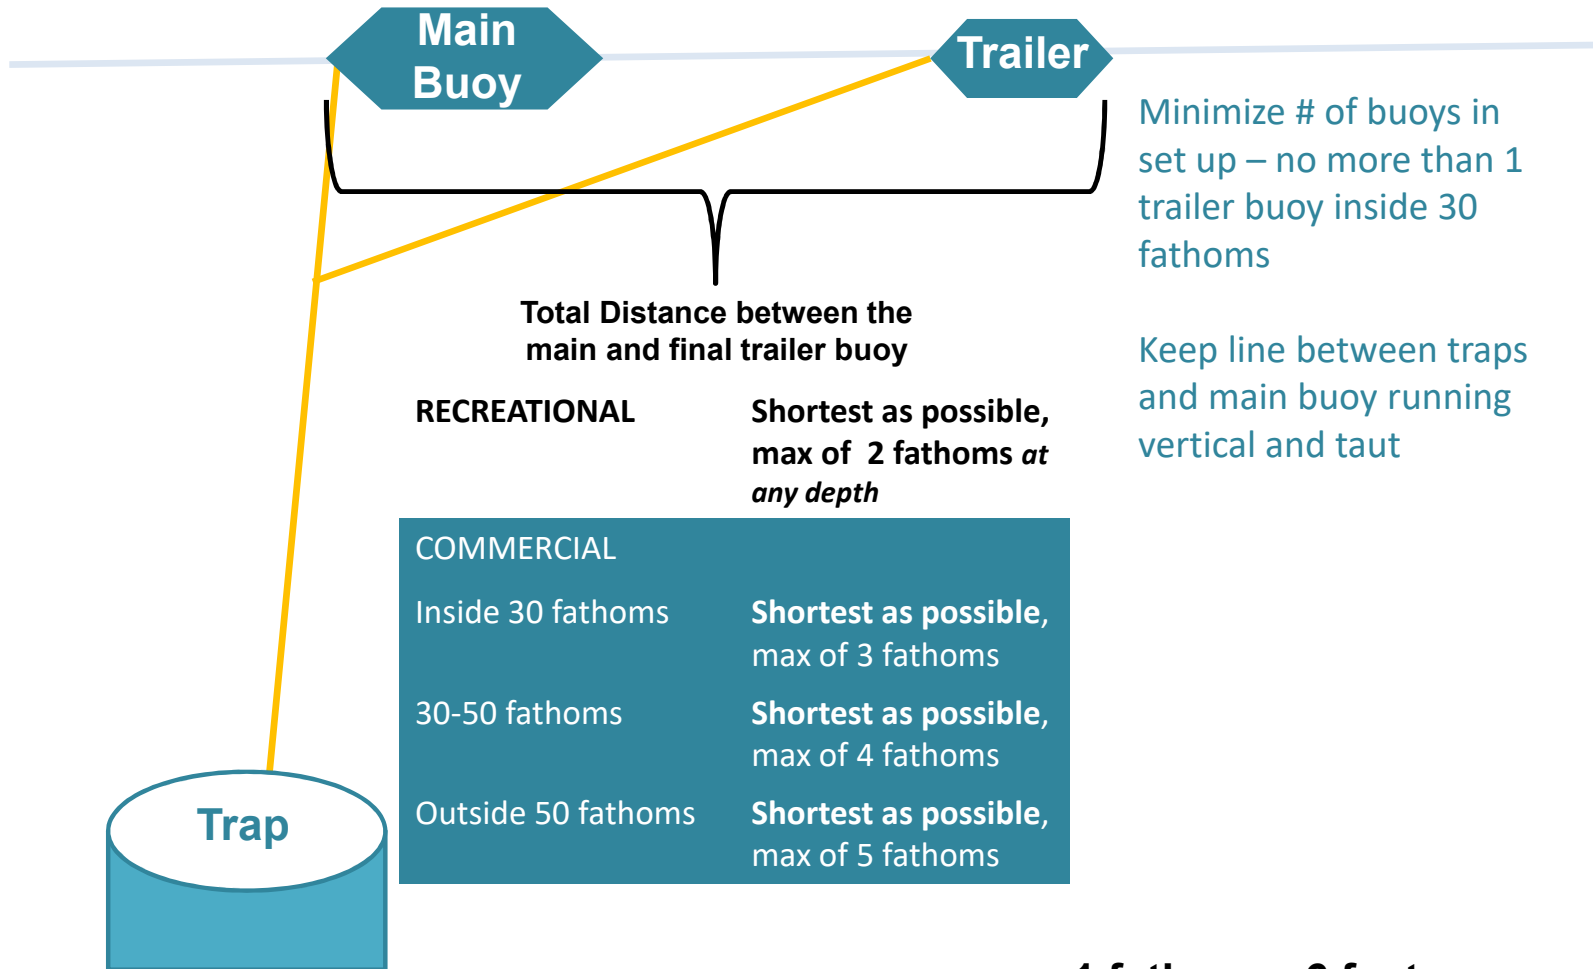 Main
Buoy
Trailer
Minimize # of buoys in
set up – no more than 1
trailer buoy inside 30
fathoms
Keep line between traps
and main buoy running
vertical and taut
Total Distance between the
main and final trailer buoy
RECREATIONAL
Shortest as possible,
max of 2 fathoms at
any depth
COMMERCIAL
Inside 30 fathoms
Shortest as possible,
max of 3 fathoms
30-50 fathoms
Shortest as possible,
max of 4 fathoms
Outside 50 fathoms
Shortest as possible,
max of 5 fathoms
Trap